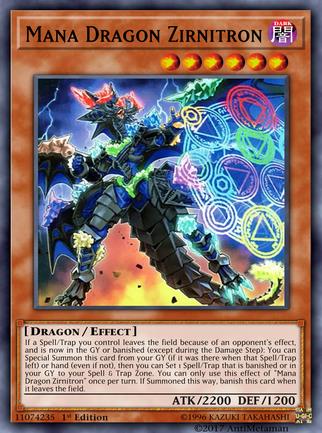 Mana Dragon Zirnitron
DARK
闇
[Dragon / Effect]
If a Spell/Trap you control leaves the field because of an opponent's effect,
and is now in the GY or banished (except during the Damage Step): You can
Special Summon this card from your GY (if it was there when that Spell/Trap
left) or hand (even if not), then you can Set 1 Spell/Trap that is banished or in
your GY to your Spell & Trap Zone. You can only use this effect of "Mana
Dragon Zirnitron" once per turn. If Summoned this way, banish this card when
it leaves the field.
ATK/2200 DEF/1200
11074235 1st Edition ©1996 KAZUKI TAKAHASHI
©2017 AntiMetaman